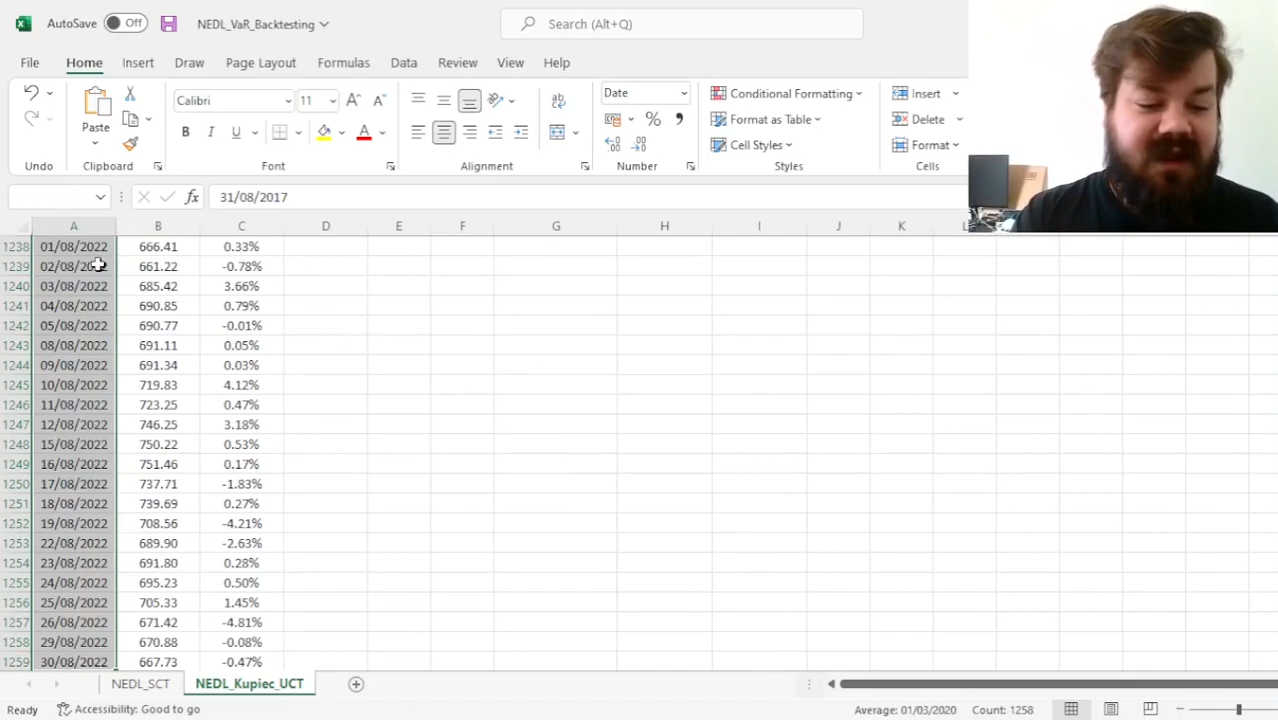 AutoSave Off NEDL_VaR_Backtesting Search (Alt+Q)
File Home Insert Draw Page Layout Formulas Data Review View Help
Calibri 11 Date Conditional Formatting Insert
Paste B I U Format as Table Delete
Cell Styles Format
Undo Clipboard Font Alignment Number Styles Cells
fx 31/08/2017
A B C D E F G H I J K L
1238 01/08/2022 666.41 0.33%
1239 02/08/2022 661.22 -0.78%
1240 03/08/2022 685.42 3.66%
1241 04/08/2022 690.85 0.79%
1242 05/08/2022 690.77 -0.01%
1243 08/08/2022 691.11 0.05%
1244 09/08/2022 691.34 0.03%
1245 10/08/2022 719.83 4.12%
1246 11/08/2022 723.25 0.47%
1247 12/08/2022 746.25 3.18%
1248 15/08/2022 750.22 0.53%
1249 16/08/2022 751.46 0.17%
1250 17/08/2022 737.71 -1.83%
1251 18/08/2022 739.69 0.27%
1252 19/08/2022 708.56 -4.21%
1253 22/08/2022 689.90 -2.63%
1254 23/08/2022 691.80 0.28%
1255 24/08/2022 695.23 0.50%
1256 25/08/2022 705.33 1.45%
1257 26/08/2022 671.42 -4.81%
1258 29/08/2022 670.88 -0.08%
1259 30/08/2022 667.73 -0.47%
NEDL_SCT NEDL_Kupiec_UCT
Ready Accessibility: Good to go Average: 01/03/2020 Count: 1258